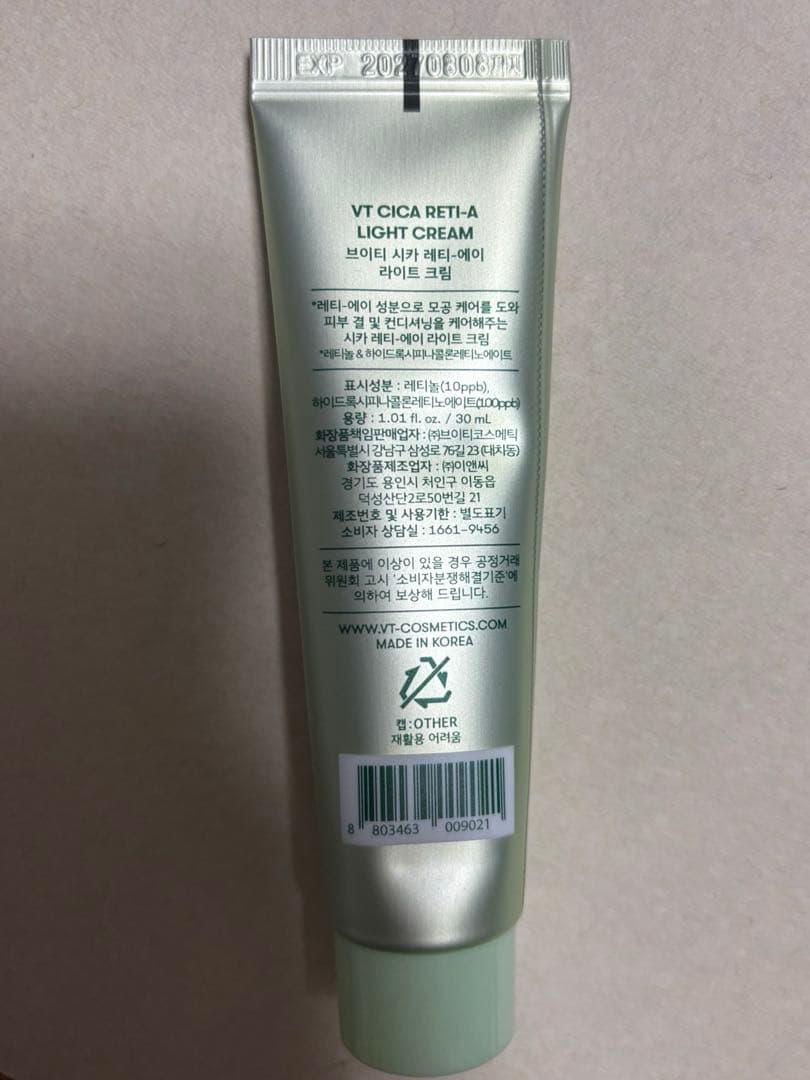 EXP 20270808까지
VT CICA RETI-A
LIGHT CREAM
브이티 시카 레티-에이
라이트 크림
*레티-에이 성분으로 모공 케어를 도와
피부 결 및 컨디셔닝을 케어해주는
시카 레티-에이 라이트 크림
*레티놀 & 하이드록시피나콜론레티노에이트
표시성분 : 레티놀(10ppb),
하이드록시피나콜론레티노에이트(100ppb)
용량 : 1.01 fl. oz. / 30 mL
화장품책임판매업자 : ㈜브이티코스메틱
서울특별시 강남구 삼성로 76길 23 (대치동)
화장품제조업자 : ㈜이앤씨
경기도 용인시 처인구 이동읍
덕성산단2로50번길 21
제조번호 및 사용기한 : 별도표기
소비자 상담실 : 1661-9456
본 제품에 이상이 있을 경우 공정거래
위원회 고시 '소비자분쟁해결기준'에
의하여 보상해 드립니다.
WWW.VT-COSMETICS.COM
MADE IN KOREA
캡:OTHER
재활용 어려움
8 803463 009021